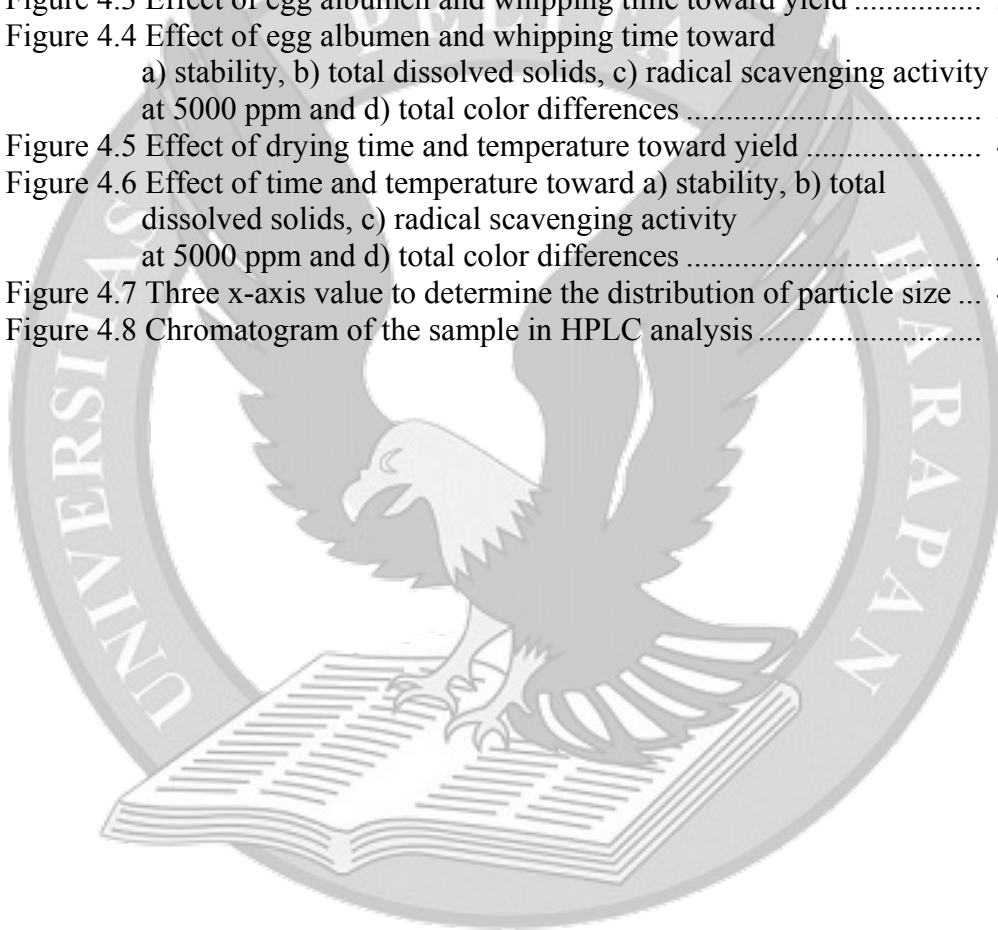 Figure 4.3 Effect of egg albumen and whipping time toward yield ...............
Figure 4.4 Effect of egg albumen and whipping time toward
a) stability, b) total dissolved solids, c) radical scavenging activity
at 5000 ppm and d) total color differences ...................................
Figure 4.5 Effect of drying time and temperature toward yield .....................
Figure 4.6 Effect of time and temperature toward a) stability, b) total
dissolved solids, c) radical scavenging activity
at 5000 ppm and d) total color differences ...................................
Figure 4.7 Three x-axis value to determine the distribution of particle size ...
Figure 4.8 Chromatogram of the sample in HPLC analysis ..........................
UNIVERSITAS
PELITA
HARAPAN